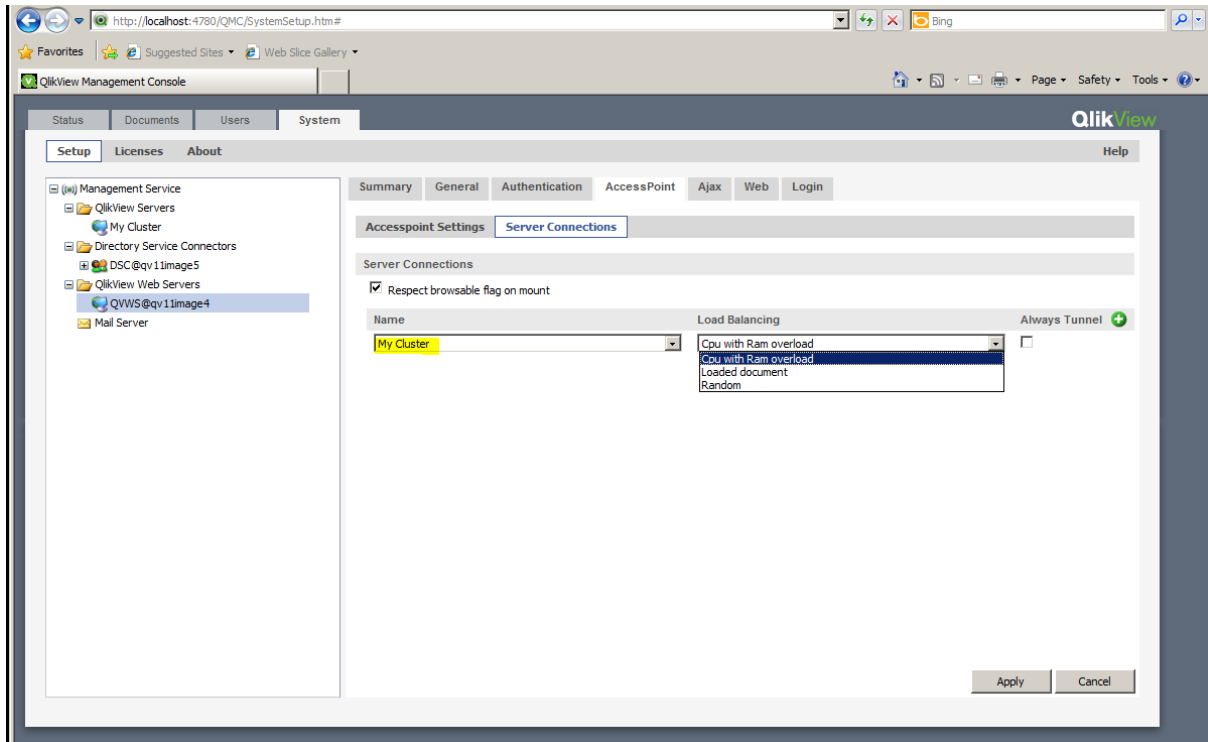 http://localhost:4780/QMC/SystemSetup.htm# Bing
Favorites Suggested Sites Web Slice Gallery
QlikView Management Console Page Safety Tools
Status Documents Users System QlikView
Setup Licenses About Help
Management Service
QlikView Servers
My Cluster
Directory Service Connectors
DSC@qv11image5
QlikView Web Servers
QVWS@qv11image4
Mail Server
Summary General Authentication AccessPoint Ajax Web Login
Accesspoint Settings Server Connections
Server Connections
Respect browsable flag on mount
Name Load Balancing Always Tunnel
My Cluster Cpu with Ram overload
Cpu with Ram overload
Loaded document
Random
Apply Cancel